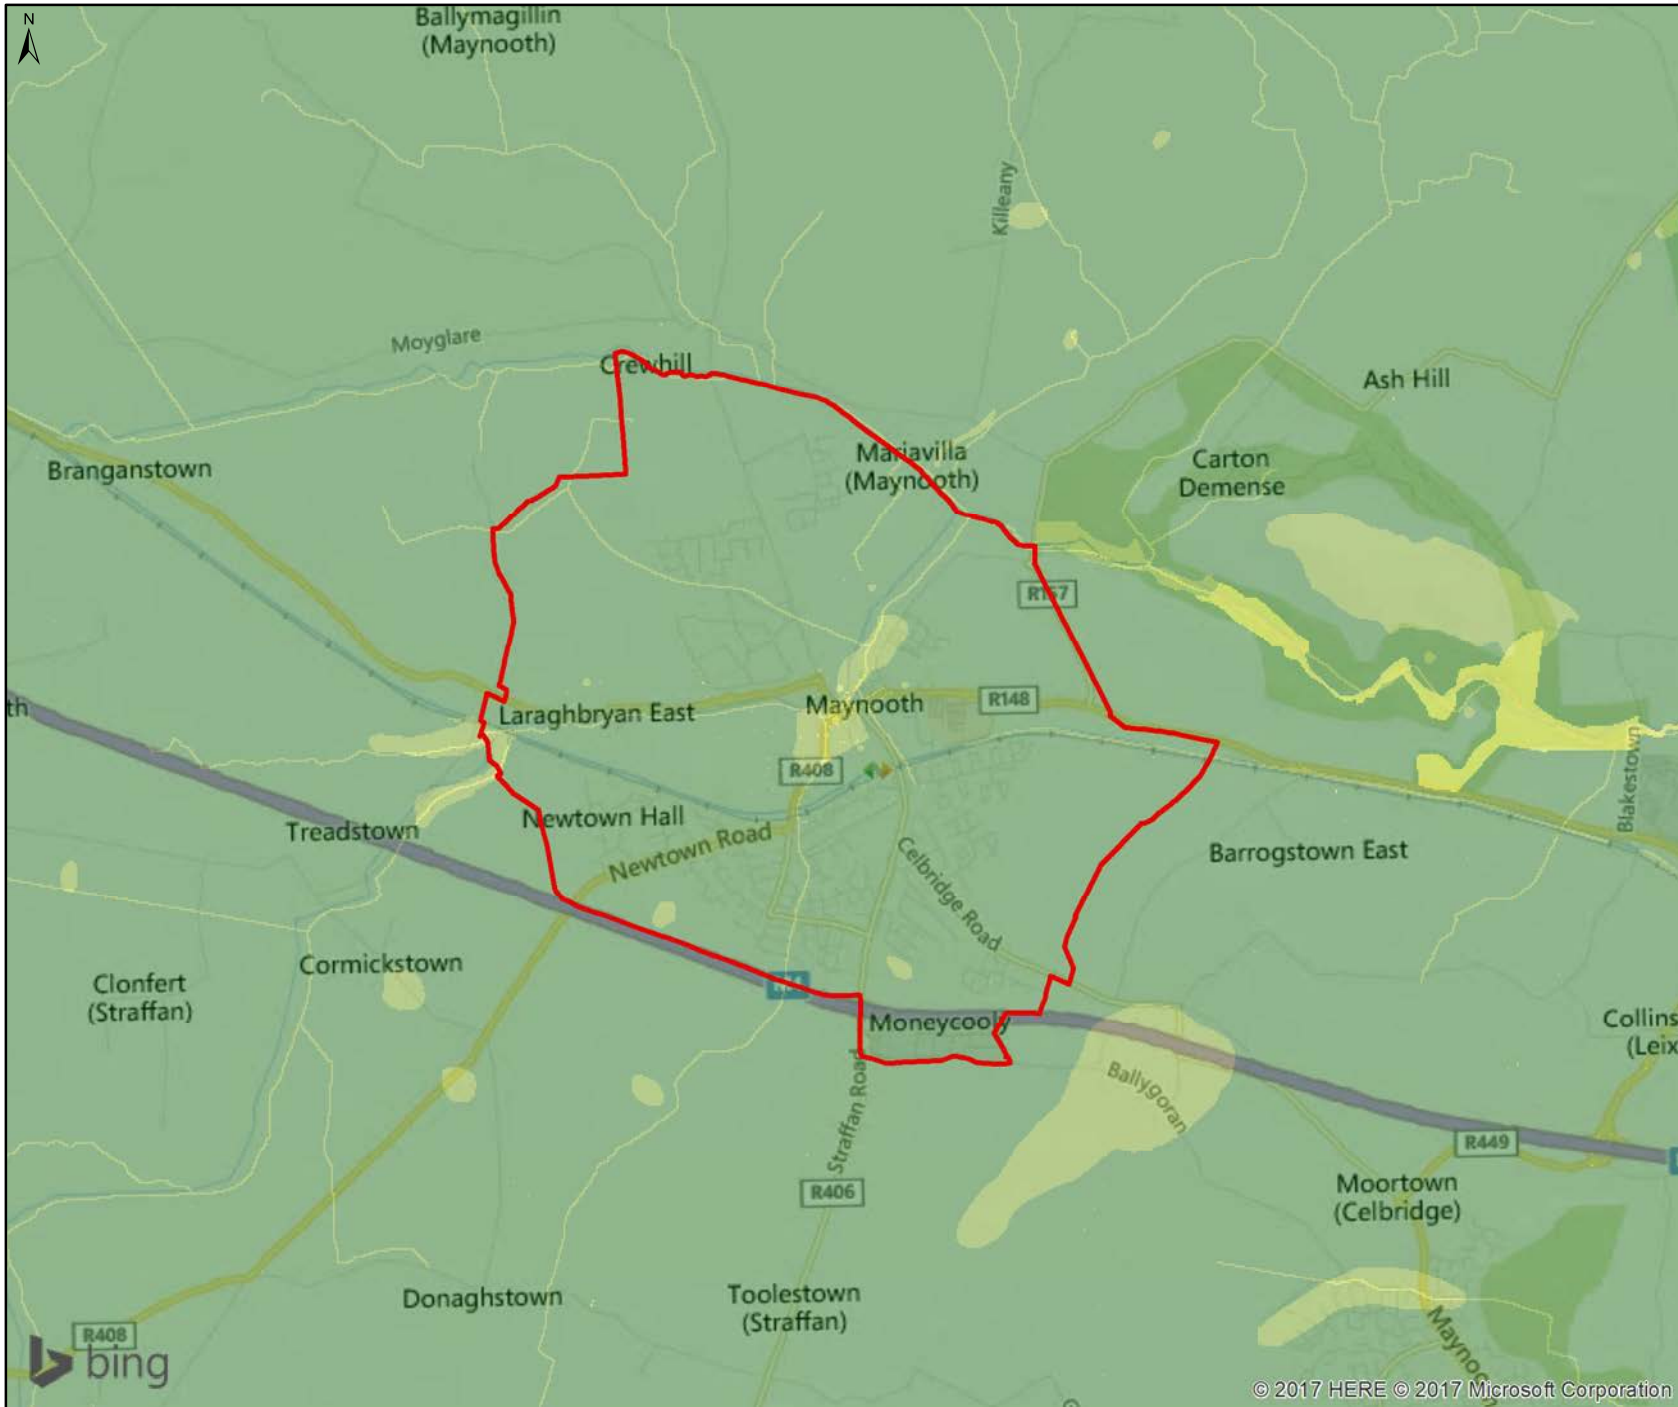 N
Ballymagillin
(Maynooth)
Killeany
Moyglare
Crewhill
Ash Hill
Branganstown
Mariavilla
(Maynooth)
Carton
Demense
R157
Laraghbryan East
Maynooth
R148
R408
Blakestown
Treadstown
Newtown Hall
Newtown Road
Celbridge Road
Barrogstown East
Cormickstown
Clonfert
(Straffan)
Moneycooly
Collins
(Leix
Ballygoran
Straffan Road
R449
R406
Moortown
(Celbridge)
Donaghstown
Toolestown
(Straffan)
R408
bing
© 2017 HERE © 2017 Microsoft Corporation